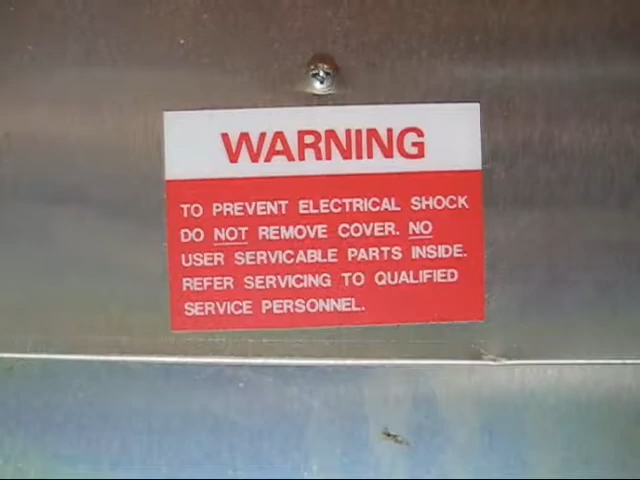 WARNING
TO PREVENT ELECTRICAL SHOCK
DO NOT REMOVE COVER. NO
USER SERVICABLE PARTS INSIDE.
REFER SERVICING TO QUALIFIED
SERVICE PERSONNEL.